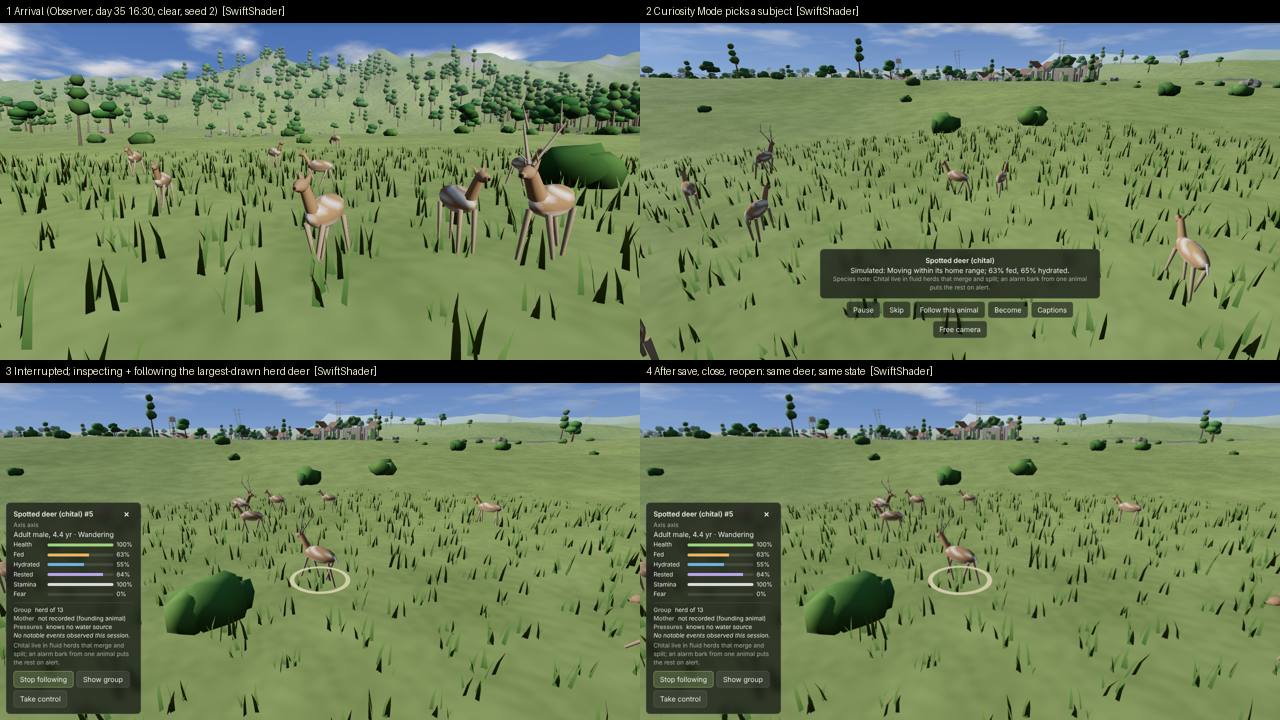 1 Arrival (Observer, day 35 16:30, clear, seed 2) [SwiftShader]
2 Curiosity Mode picks a subject [SwiftShader]
Spotted deer (chital)
Simulated: Moving within its home range; 63% fed, 65% hydrated.
Species note: Chital live in fluid herds that merge and split; an alarm bark from one animal
puts the rest on alert.
Pause
Skip
Follow this animal
Become
Captions
Free camera
3 Interrupted; inspecting + following the largest-drawn herd deer [SwiftShader]
Spotted deer (chital) #5 ×
Axis axis
Adult male, 4.4 yr · Wandering
Health 100%
Fed 63%
Hydrated 55%
Rested 84%
Stamina 100%
Fear 0%
Group herd of 13
Mother not recorded (founding animal)
Pressures knows no water source
No notable events observed this session.
Chital live in fluid herds that merge and
split; an alarm bark from one animal puts
the rest on alert.
Stop following
Show group
Take control
4 After save, close, reopen: same deer, same state [SwiftShader]
Spotted deer (chital) #5 ×
Axis axis
Adult male, 4.4 yr · Wandering
Health 100%
Fed 63%
Hydrated 55%
Rested 84%
Stamina 100%
Fear 0%
Group herd of 13
Mother not recorded (founding animal)
Pressures knows no water source
No notable events observed this session.
Chital live in fluid herds that merge and
split; an alarm bark from one animal puts
the rest on alert.
Stop following
Show group
Take control